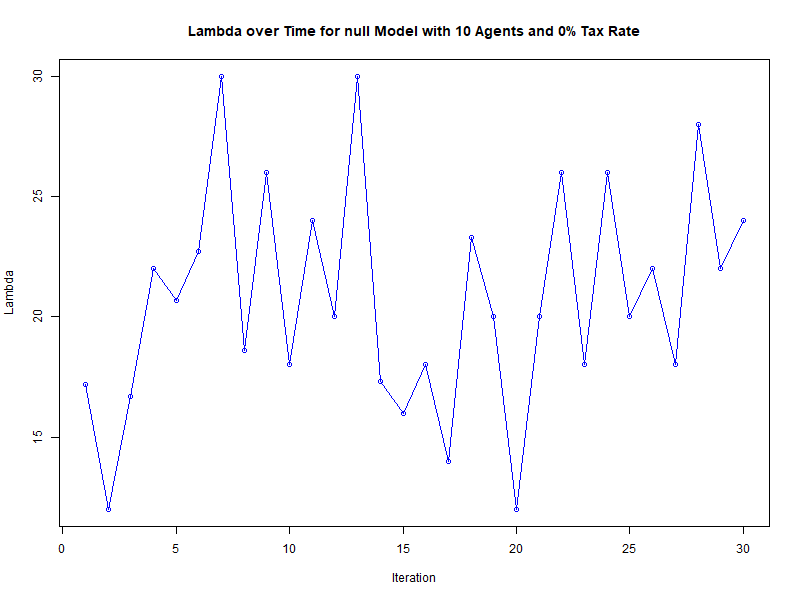 Lambda over Time for null Model with 10 Agents and 0% Tax Rate
30
25
20
15
Lambda
0 5 10 15 20 25 30
Iteration